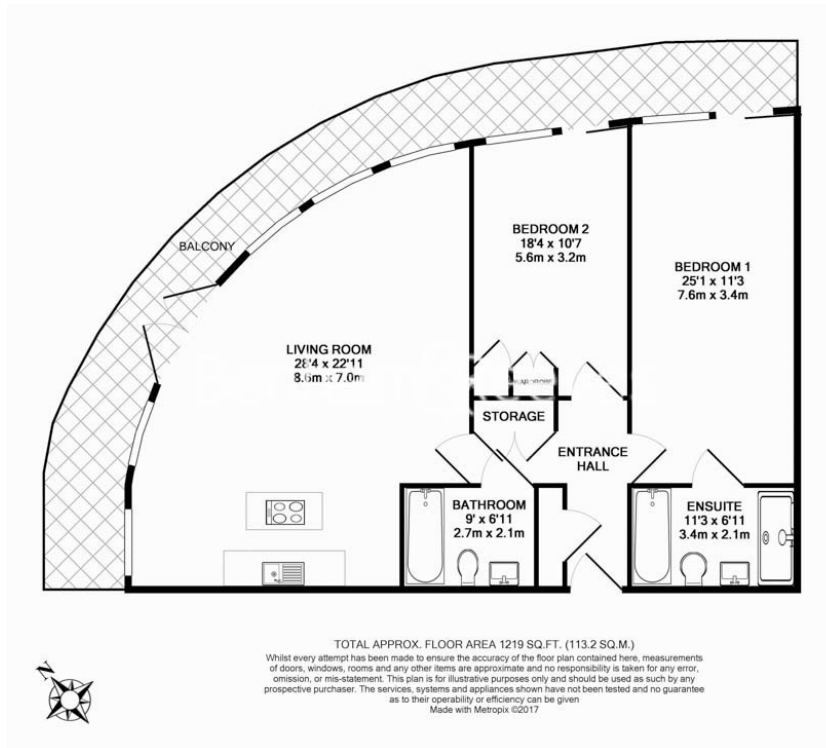 BALCONY
BEDROOM 2
18'4 x 10'7
5.6m x 3.2m
BEDROOM 1
25'1 x 11'3
7.6m x 3.4m
LIVING ROOM
28'4 x 22'11
8.6m x 7.0m
WARDROBE
STORAGE
ENTRANCE
HALL
BATHROOM
9' x 6'11
2.7m x 2.1m
ENSUITE
11'3 x 6'11
3.4m x 2.1m
N
TOTAL APPROX. FLOOR AREA 1219 SQ.FT. (113.2 SQ.M.)
Whilst every attempt has been made to ensure the accuracy of the floor plan contained here, measurements
of doors, windows, rooms and any other items are approximate and no responsibility is taken for any error,
omission, or mis-statement. This plan is for illustrative purposes only and should be used as such by any
prospective purchaser. The services, systems and appliances shown have not been tested and no guarantee
as to their operability or efficiency can be given
Made with Metropix ©2017